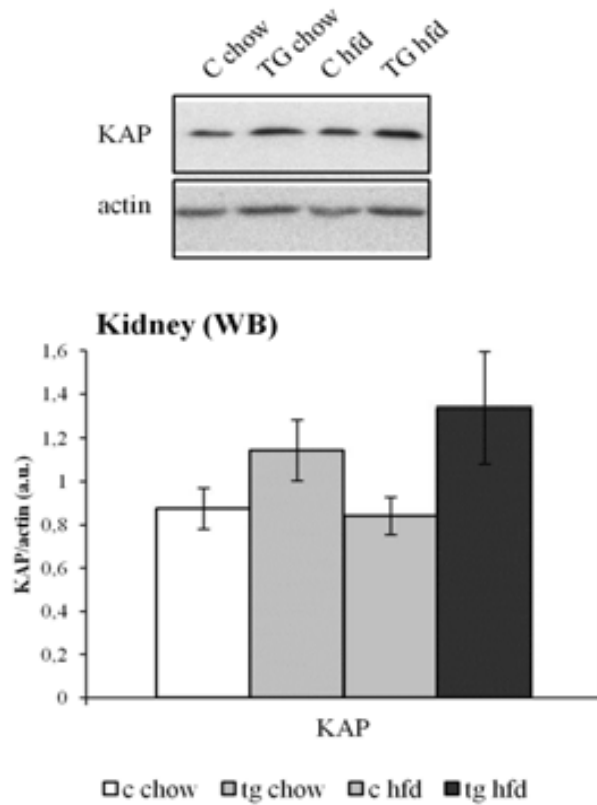 C chow TG chow C hfd TG hfd
KAP
actin
Kidney (WB)
1,6
1,4
1,2
1
0,8
0,6
0,4
0,2
0
KAP/actin (a.u.)
KAP
c chow tg chow c hfd tg hfd